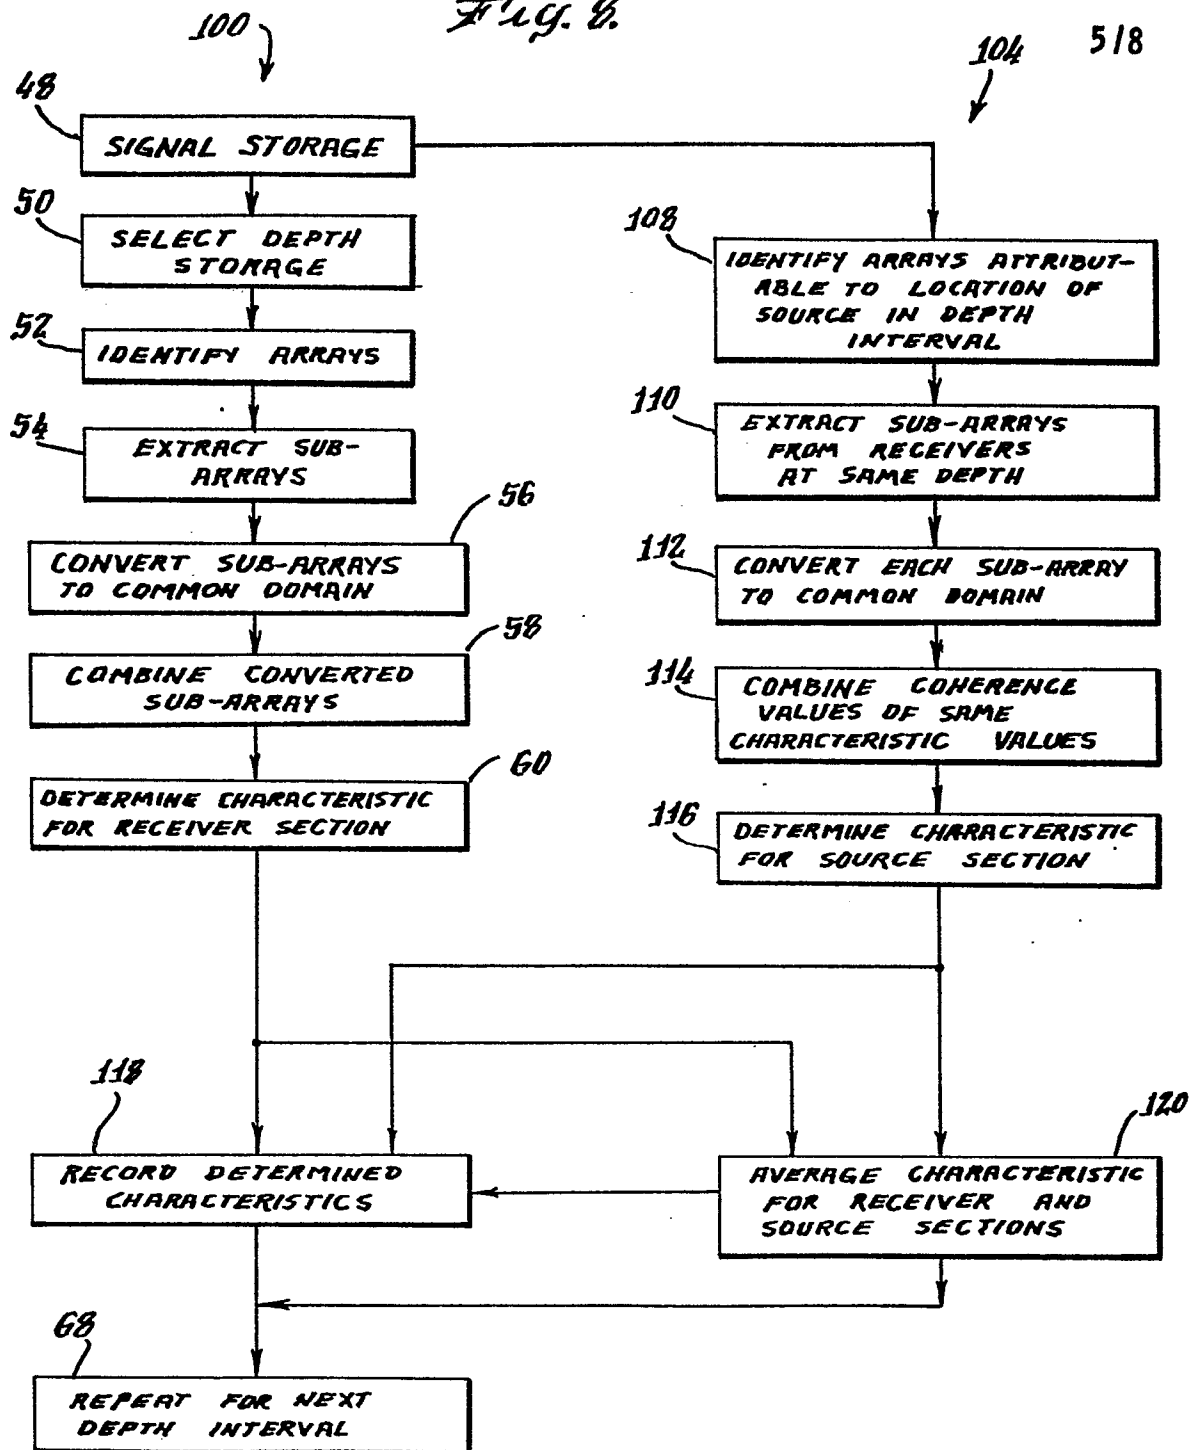 Fig. 8.
5/8
100
104
48
SIGNAL STORAGE
50
SELECT DEPTH
STORAGE
52
IDENTIFY ARRAYS
54
EXTRACT SUB-
ARRAYS
56
CONVERT SUB-ARRAYS
TO COMMON DOMAIN
58
COMBINE CONVERTED
SUB-ARRAYS
60
DETERMINE CHARACTERISTIC
FOR RECEIVER SECTION
108
IDENTIFY ARRAYS ATTRIBUT-
ABLE TO LOCATION OF
SOURCE IN DEPTH
INTERVAL
110
EXTRACT SUB-ARRAYS
FROM RECEIVERS
AT SAME DEPTH
112
CONVERT EACH SUB-ARRAY
TO COMMON DOMAIN
114
COMBINE COHERENCE
VALUES OF SAME
CHARACTERISTIC VALUES
116
DETERMINE CHARACTERISTIC
FOR SOURCE SECTION
118
RECORD DETERMINED
CHARACTERISTICS
120
AVERAGE CHARACTERISTIC
FOR RECEIVER AND
SOURCE SECTIONS
68
REPEAT FOR NEXT
DEPTH INTERVAL